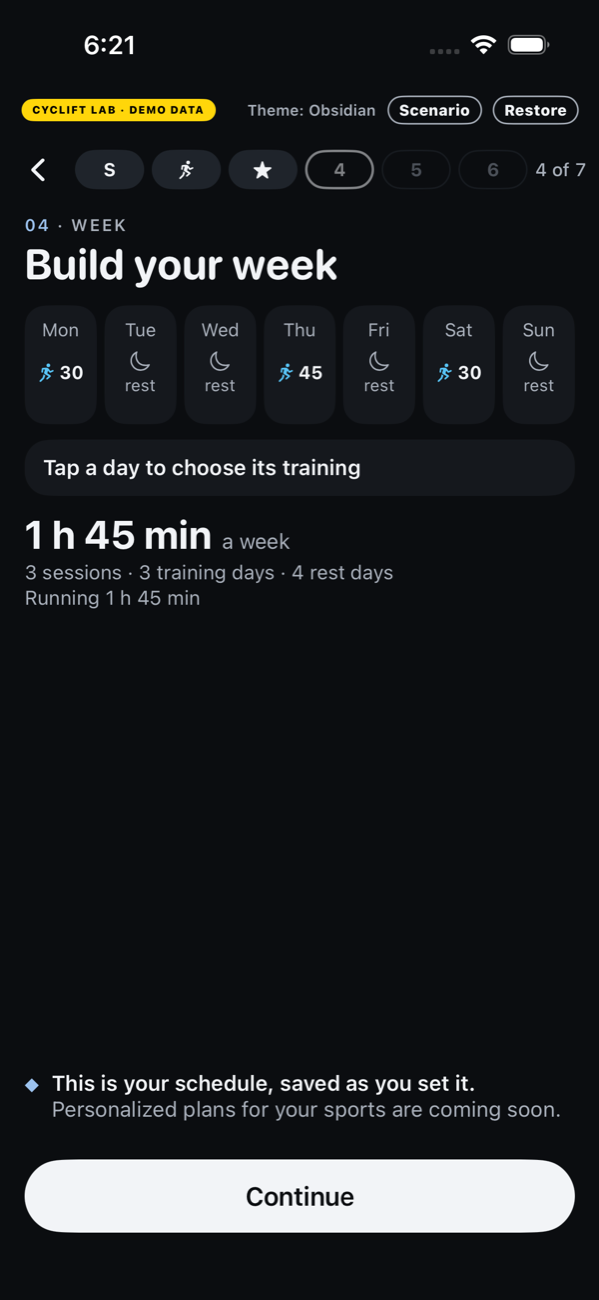 6:21
CYCLIFT LAB · DEMO DATA Theme: Obsidian Scenario Restore
S 4 5 6 4 of 7
04 · WEEK
Build your week
Mon Tue Wed Thu Fri Sat Sun
30 rest rest 45 rest 30 rest
Tap a day to choose its training
1 h 45 min a week
3 sessions · 3 training days · 4 rest days
Running 1 h 45 min
This is your schedule, saved as you set it.
Personalized plans for your sports are coming soon.
Continue